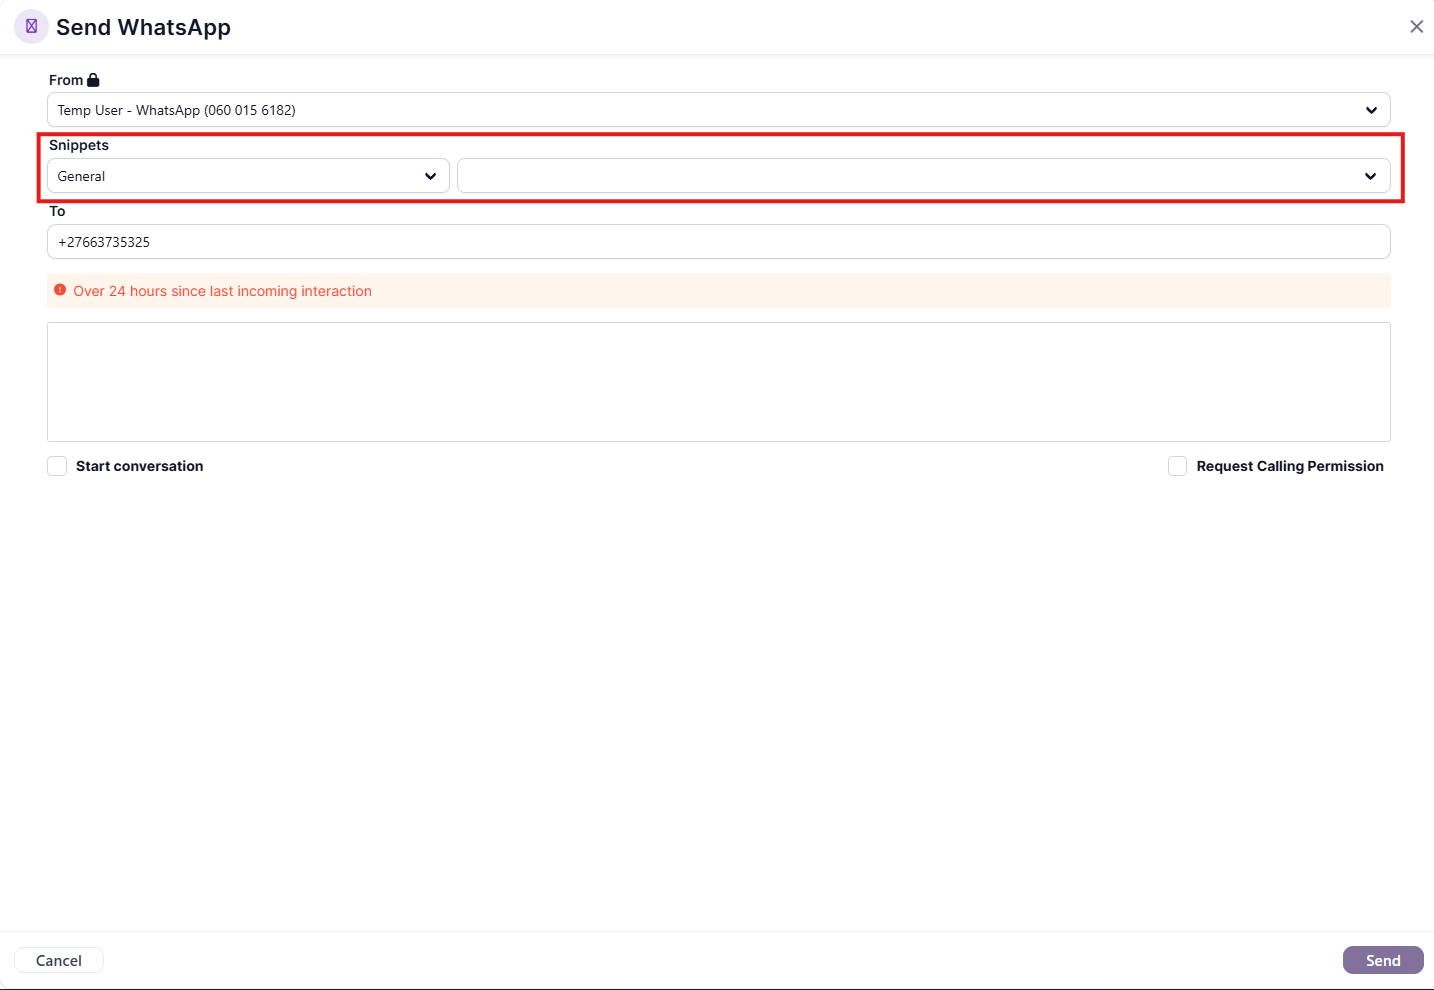 Send WhatsApp
From
Temp User - WhatsApp (060 015 6182)
Snippets
General
To
+27663735325
Over 24 hours since last incoming interaction
Start conversation
Request Calling Permission
Cancel
Send